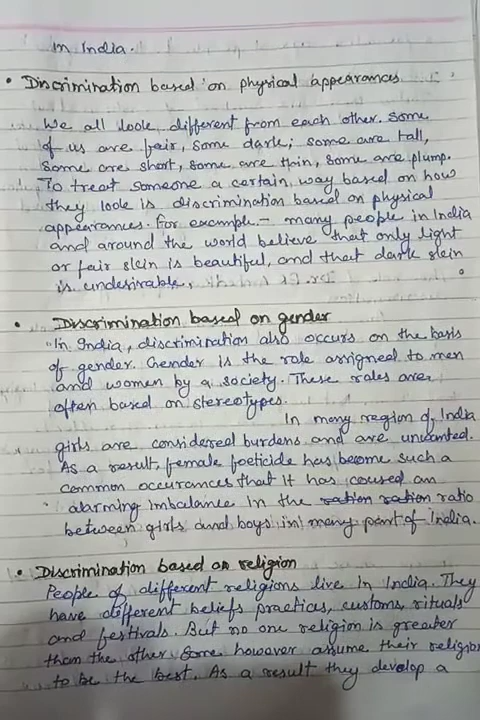 in India.
• Discrimination based on physical appearances
We all look different from each other. Some
of us are fair, some dark; some are tall,
some are short, some are thin, some are plump.
To treat someone a certain way based on how
they look is discrimination based on physical
appearances. For example - many people in India
and around the world believe that only light
or fair skin is beautiful, and that dark skin
is undesirable.
• Discrimination based on gender
In India, discrimination also occurs on the basis
of gender. Gender is the role assigned to men
and women by a society. These roles are
often based on stereotypes.
In many region of India
girls are considered burdens and are unwanted.
As a result, female foeticide has become such a
common occurances that it has caused an
alarming imbalance in the ration ration ratio
between girls and boys in many part of India.
• Discrimination based on religion
People of different religions live in India. They
have different beliefs practices, customs, rituals
and festivals. But no one religion is greater
than the other some however assume their religion
to be the best. As a result they develop a